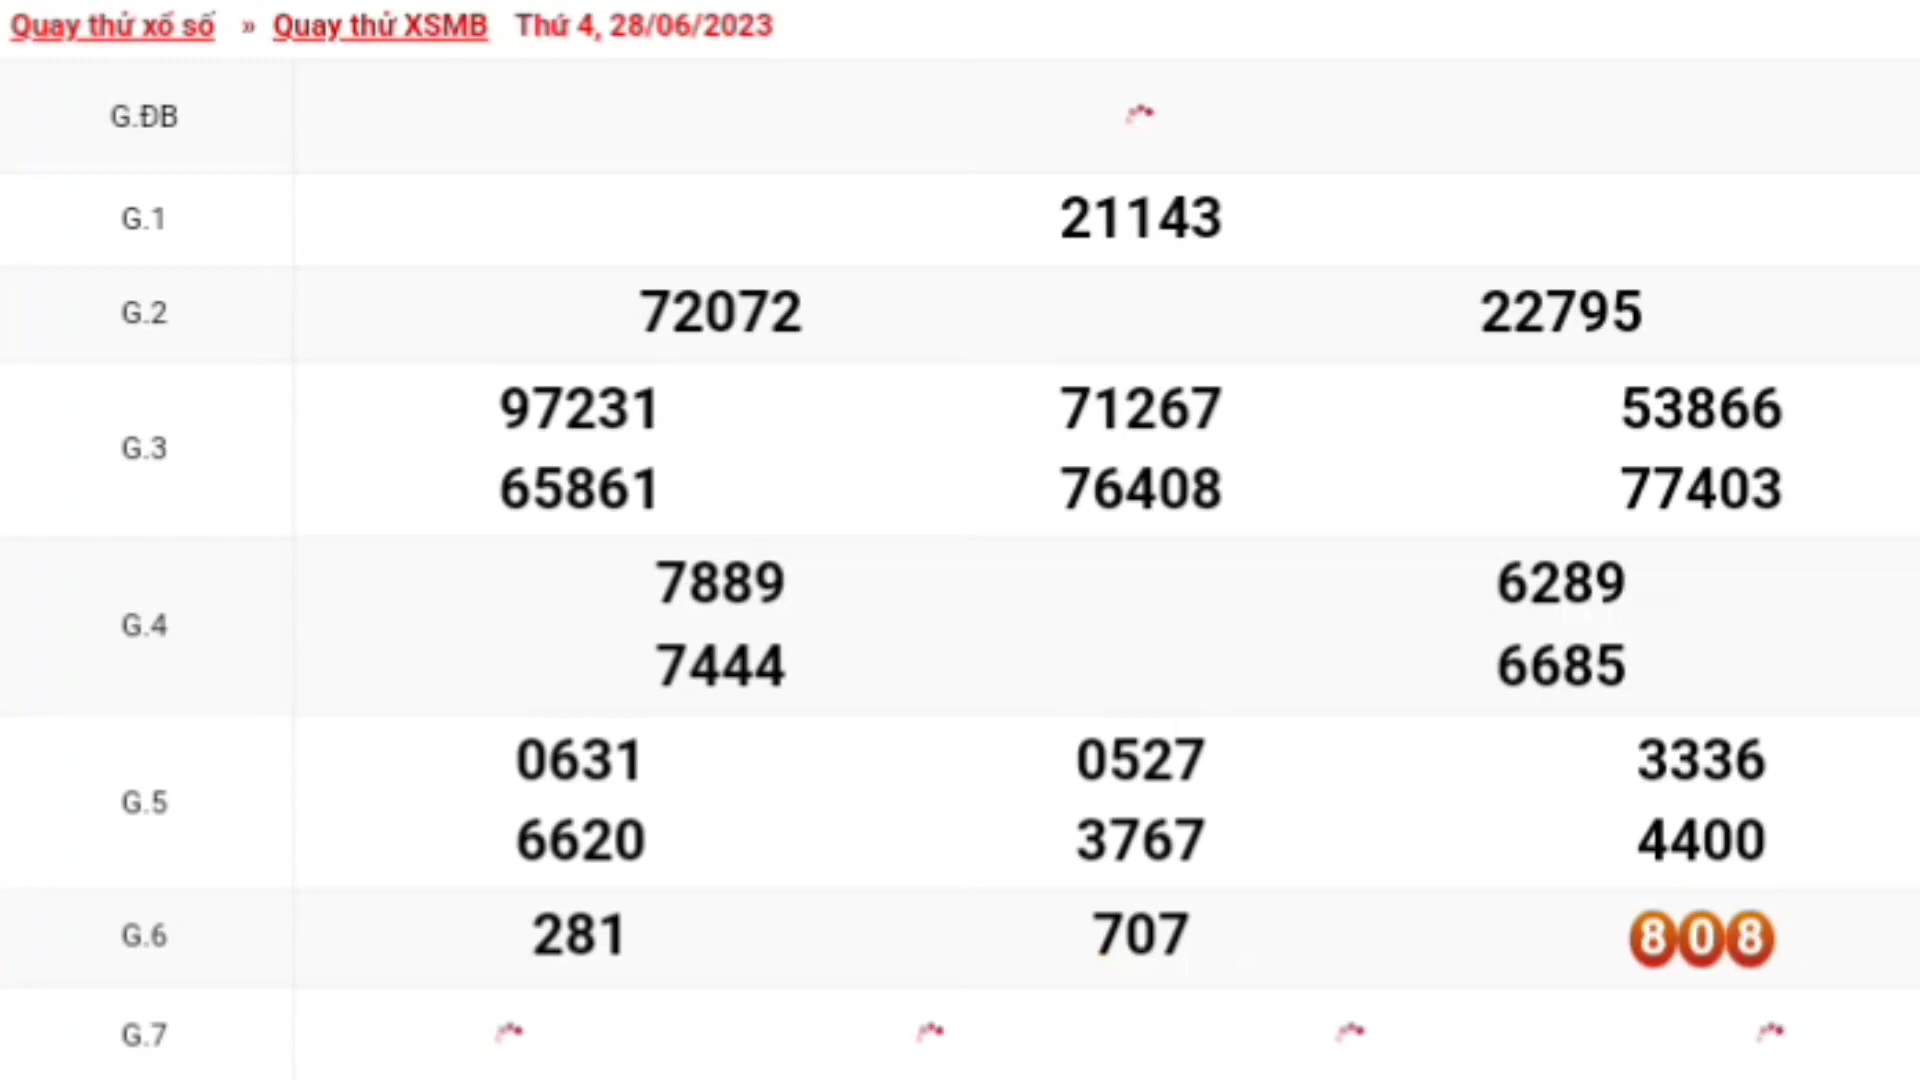 Quay thử xổ số » Quay thử XSMB Thứ 4, 28/06/2023
G.ĐB
G.1 21143
G.2 72072 22795
97231 71267 53866
G.3
65861 76408 77403
7889 6289
G.4
7444 6685
0631 0527 3336
G.5
6620 3767 4400
G.6 281 707 808
G.7